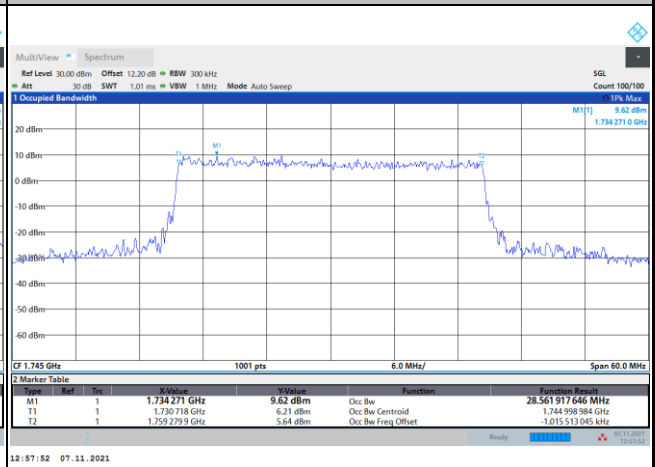 MultiView Spectrum
Ref Level 30.00 dBm Offset 12.20 dB RBW 300 kHz SGL
Att 30 dB SWT 1.01 ms VBW 1 MHz Mode Auto Sweep Count 100/100
1 Occupied Bandwidth 1Pk Max
M1[1] 9.62 dBm
1.734 271 0 GHz
20 dBm
M1
T1 T2
10 dBm
0 dBm
-10 dBm
-20 dBm
-30 dBm
-40 dBm
-50 dBm
-60 dBm
CF 1.745 GHz 1001 pts 6.0 MHz/ Span 60.0 MHz
2 Marker Table
Type Ref Trc X-Value Y-Value Function Function Result
M1 1 1.734 271 GHz 9.62 dBm Occ Bw 28.561 917 646 MHz
T1 1 1.730 718 GHz 6.21 dBm Occ Bw Centroid 1.744 998 984 GHz
T2 1 1.759 279 9 GHz 5.64 dBm Occ Bw Freq Offset -1.015 513 045 kHz
Ready 07.11.2021
12:57:52
12:57:52 07.11.2021